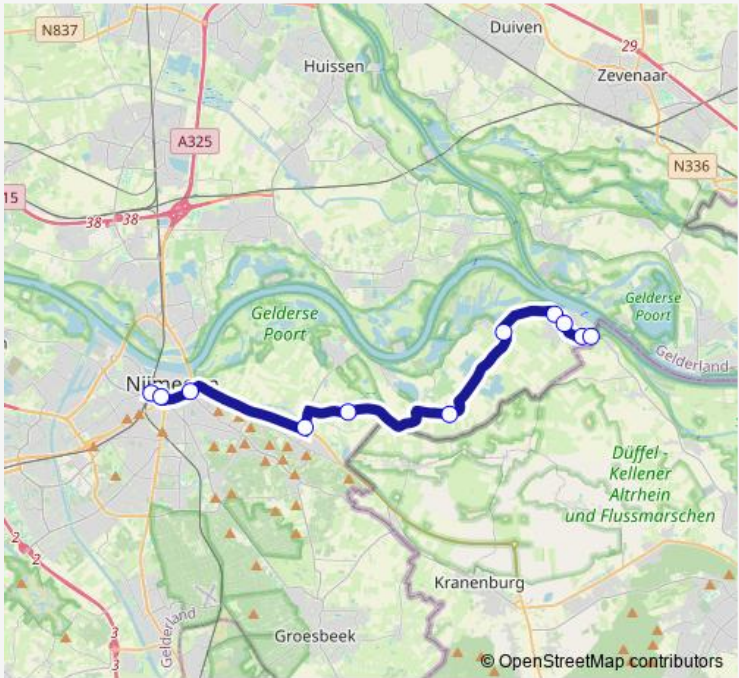 N837
Duiven
29
Huissen
Zevenaar
A325
N336
15
38
38
Gelderse
Poort
Gelderse
Poort
Gelderland
Düffel -
Kellener
Altrhein
und Flussmarschen
2
2
Kranenburg
3
3
Gelderland
Groesbeek
© OpenStreetMap contributors